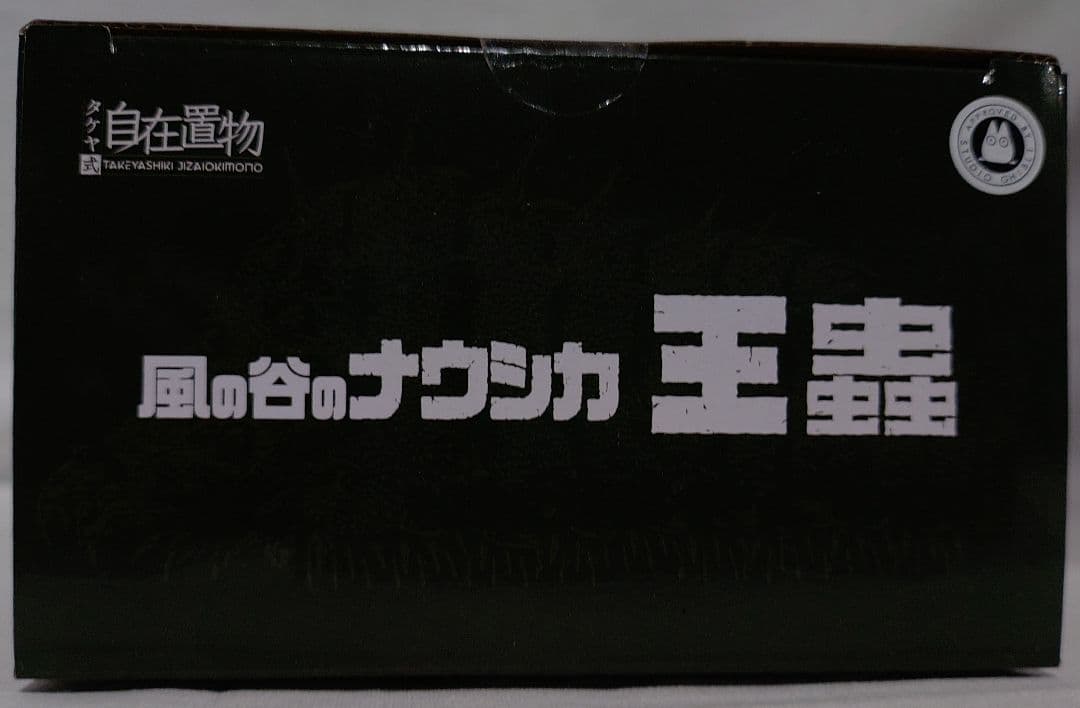 タケヤ式 自在置物
TAKEYASHIKI JIZAIOKIMONO
APPROVED BY STUDIO GHIBLI
風の谷のナウシカ 王蟲